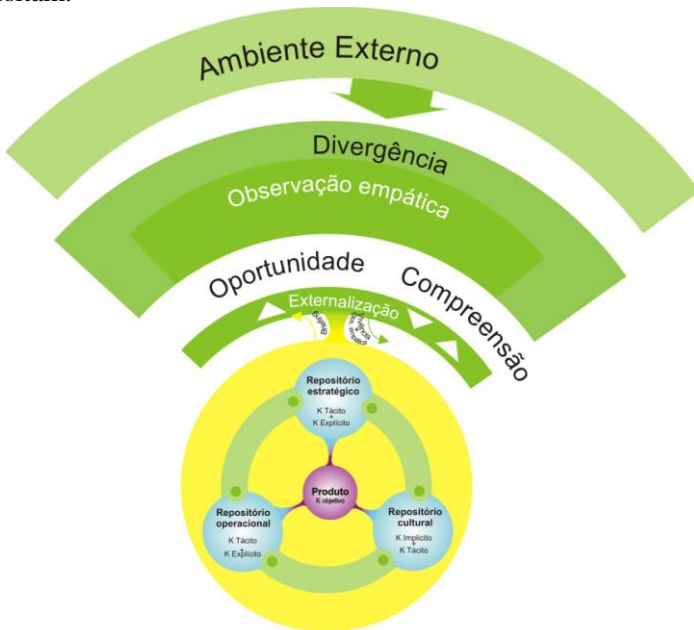 Ambiente Externo
Divergência
Observação empática
Oportunidade
Compreensão
Externalização
Briefing
Repositório
estratégico
K Tácito
+
K Explícito
Produto
K objetivo
Repositório
operacional
K Tácito
+
K Explícito
Repositório
cultural
K Implícito
+
K Tácito